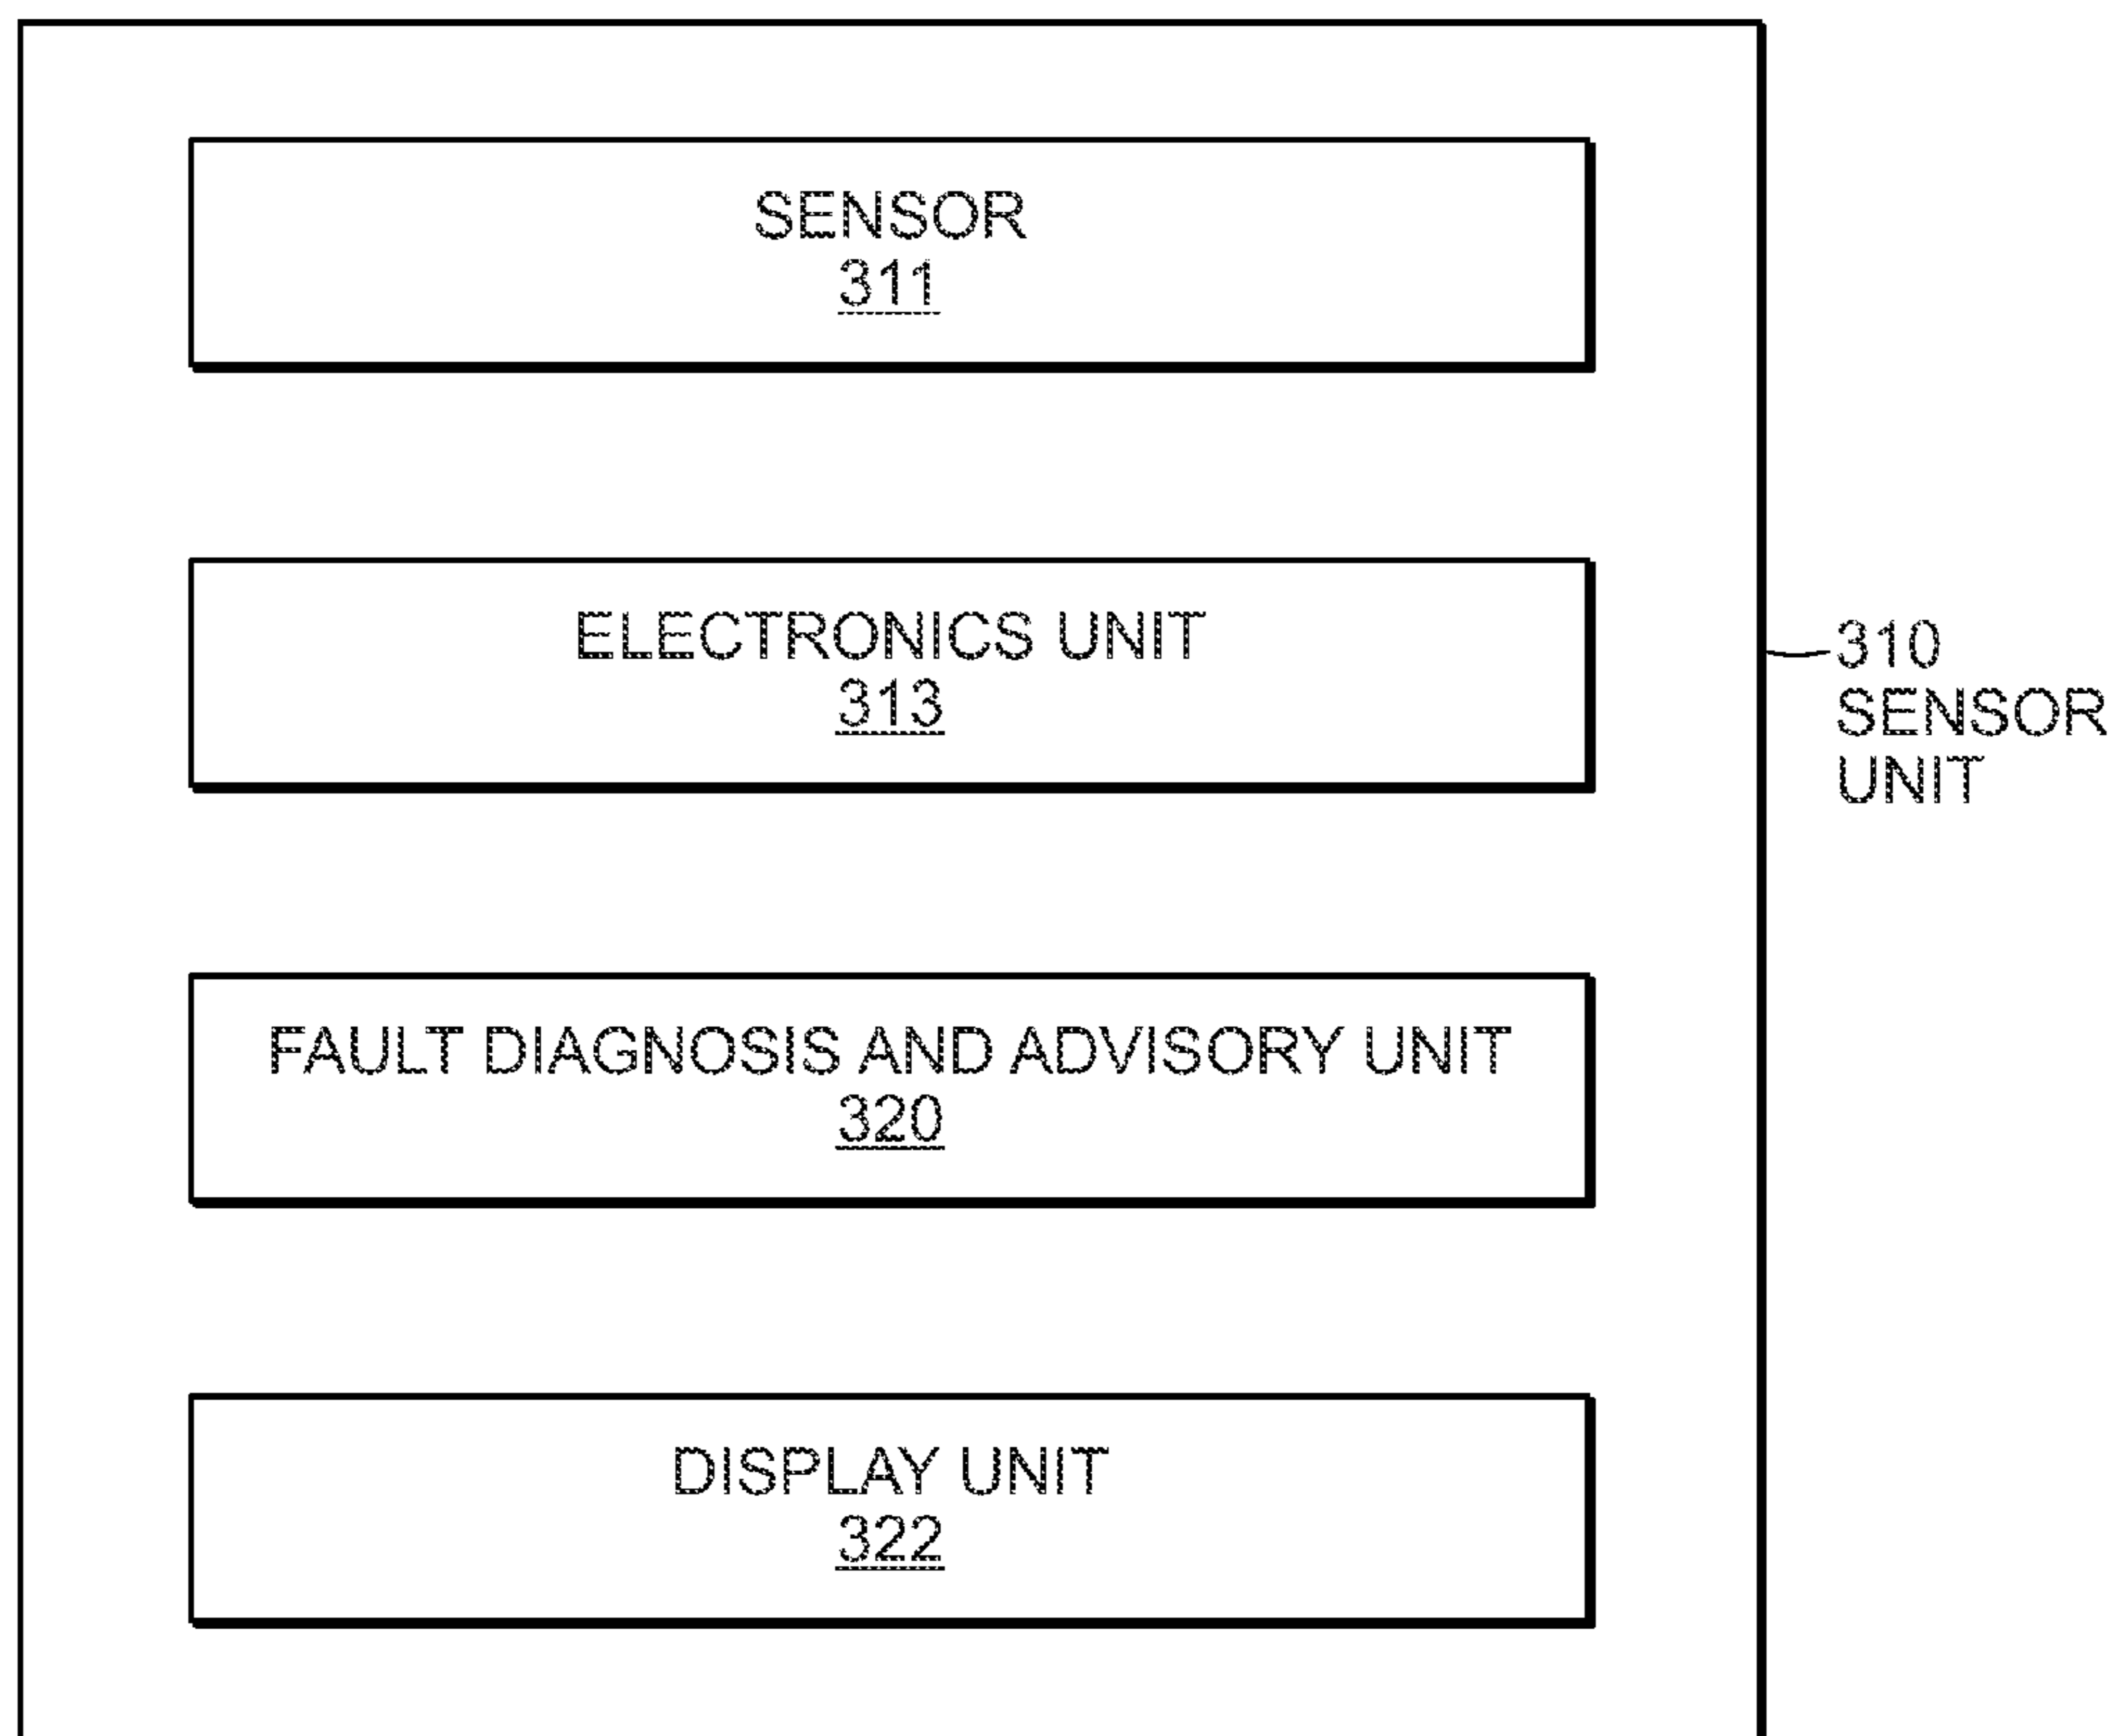 SENSOR
311
ELECTRONICS UNIT
313
310
SENSOR
UNIT
FAULT DIAGNOSIS AND ADVISORY UNIT
320
DISPLAY UNIT
322